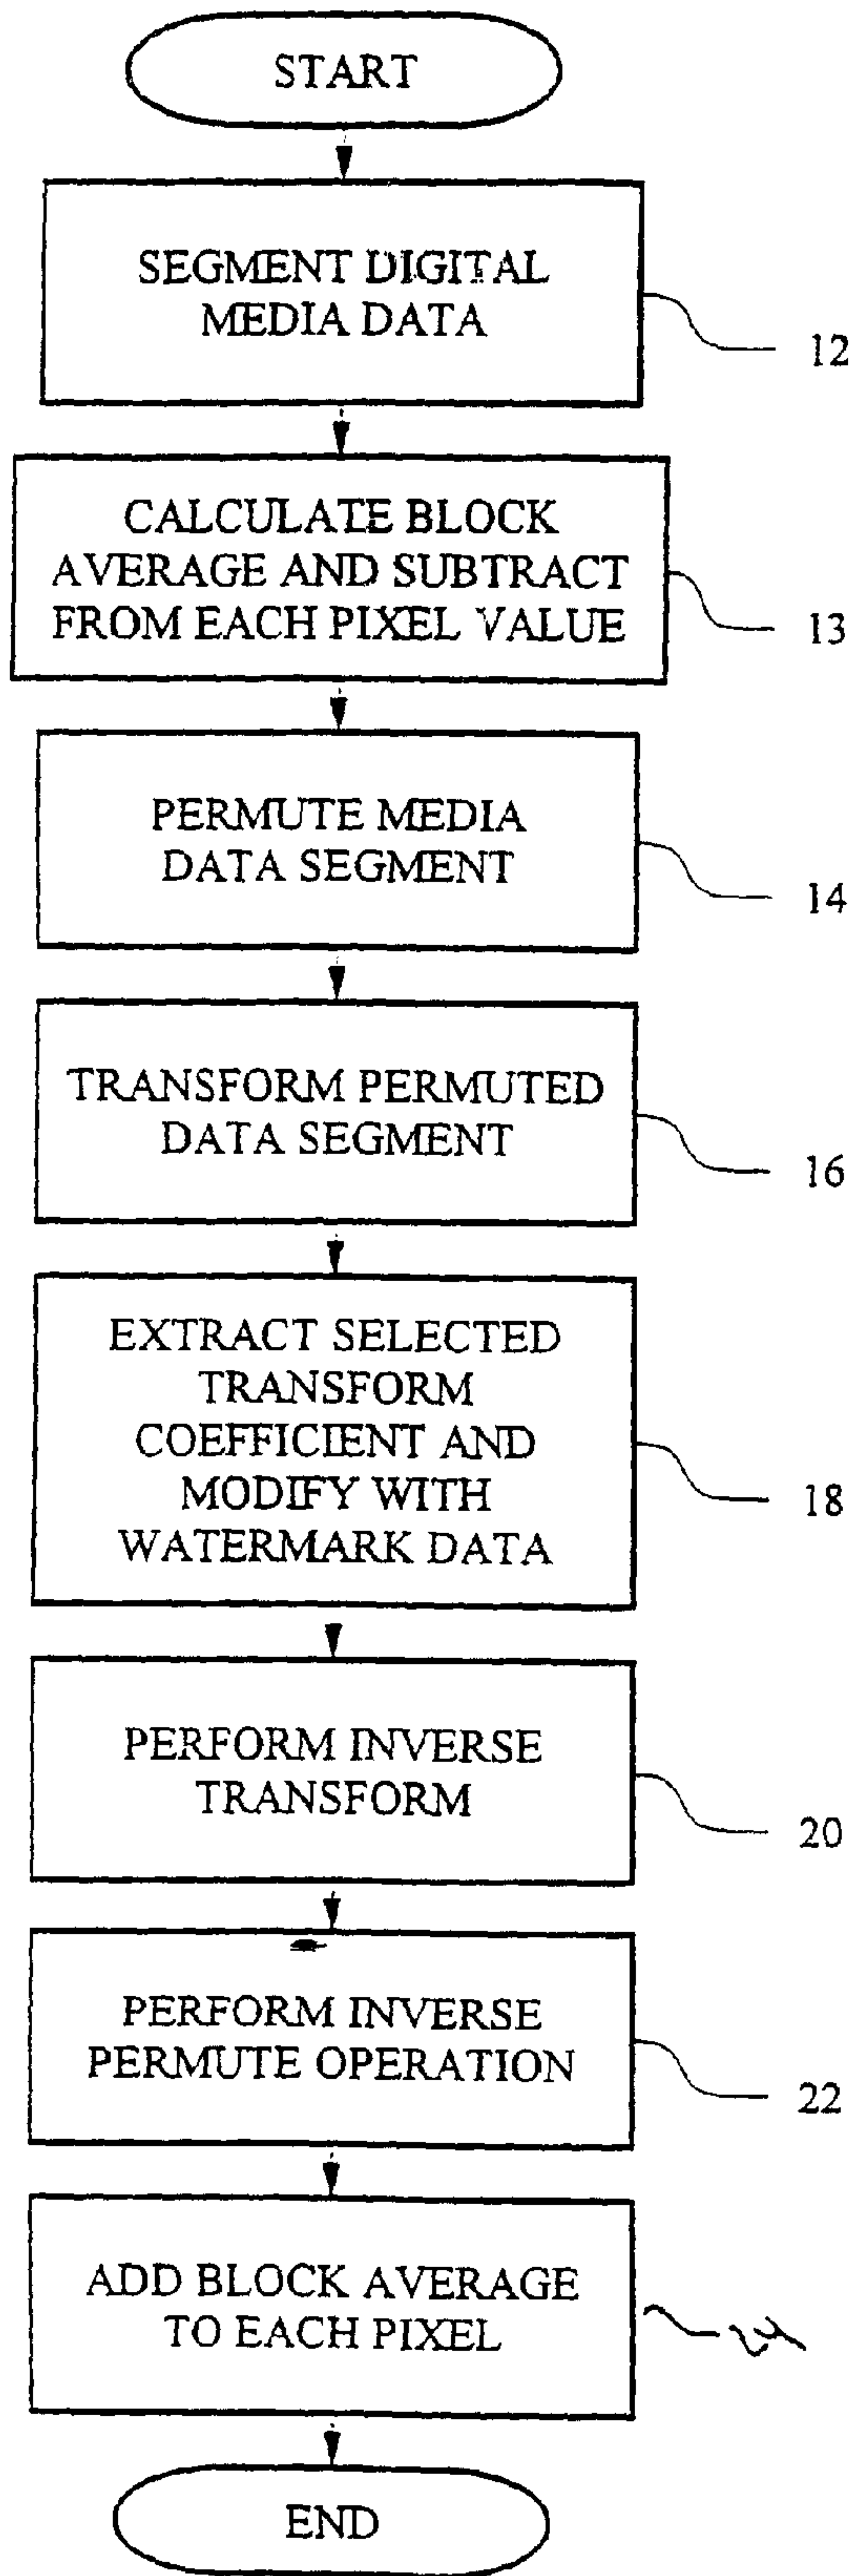 START
SEGMENT DIGITAL
MEDIA DATA
12
CALCULATE BLOCK
AVERAGE AND SUBTRACT
FROM EACH PIXEL VALUE
13
PERMUTE MEDIA
DATA SEGMENT
14
TRANSFORM PERMUTED
DATA SEGMENT
16
EXTRACT SELECTED
TRANSFORM
COEFFICIENT AND
MODIFY WITH
WATERMARK DATA
18
PERFORM INVERSE
TRANSFORM
20
PERFORM INVERSE
PERMUTE OPERATION
22
ADD BLOCK AVERAGE
TO EACH PIXEL
24
END